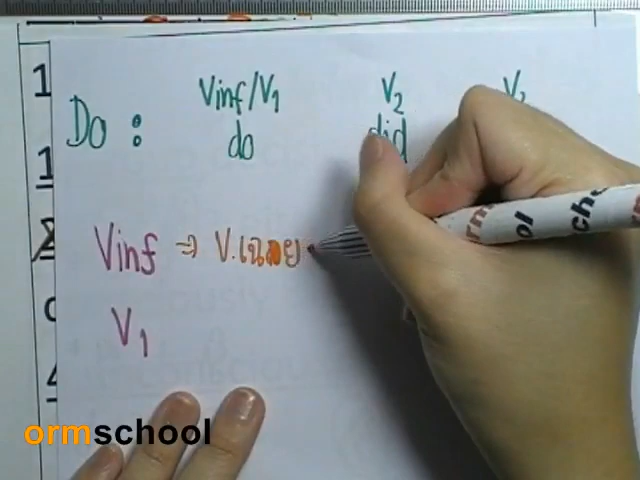 Vinf/V1 V2 V3
Do : do did
Vinf → V.เฉลย
V1
ormschool